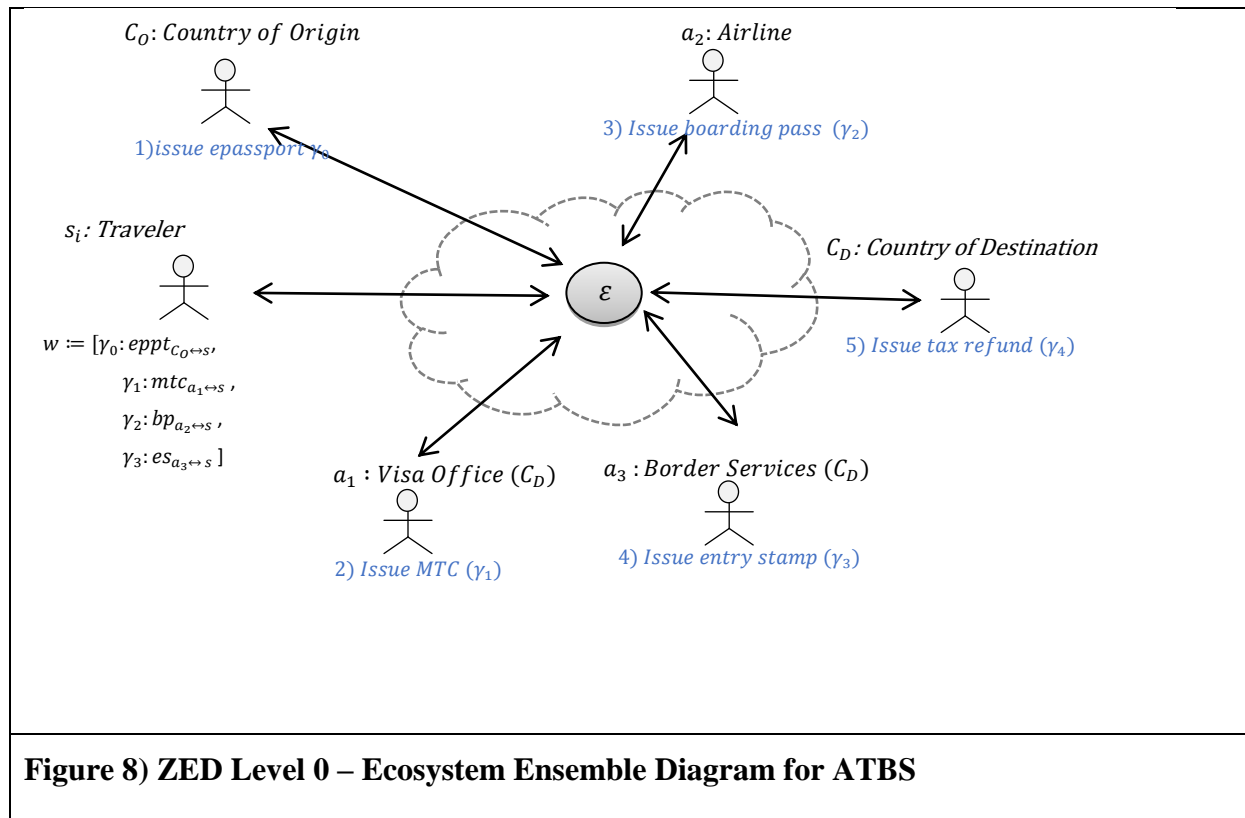 C_O: Country of Origin
a_2: Airline
1)issue epassport γ_0
3) Issue boarding pass (γ_2)
s_i: Traveler
C_D: Country of Destination
ε
w ≔ [γ_0: eppt_{C_O↔s},
γ_1: mtc_{a_1↔s} ,
γ_2: bp_{a_2↔s} ,
γ_3: es_{a_3↔s} ]
5) Issue tax refund (γ_4)
a_1 : Visa Office (C_D)
a_3 : Border Services (C_D)
2) Issue MTC (γ_1)
4) Issue entry stamp (γ_3)
Figure 8) ZED Level 0 – Ecosystem Ensemble Diagram for ATBS